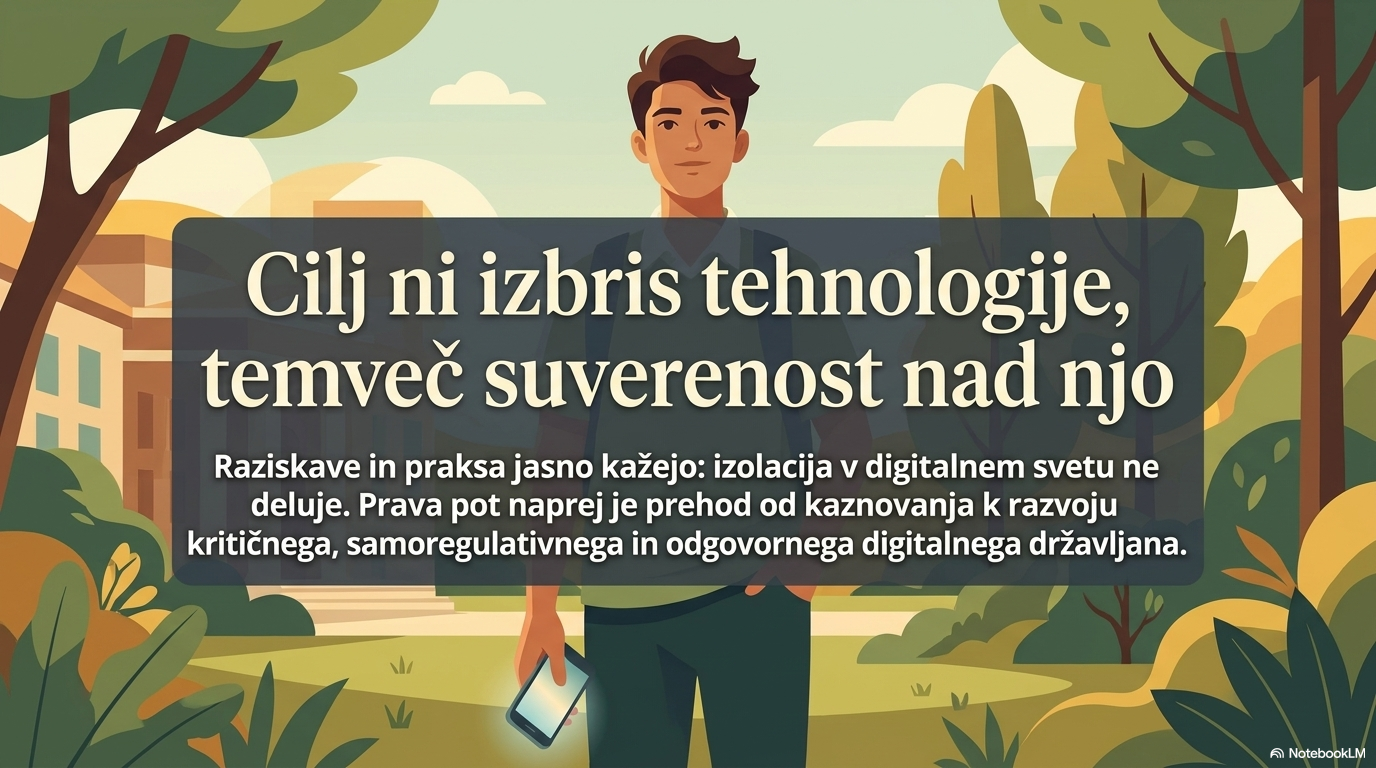 Cilj ni izbris tehnologije,
temveč suverenost nad njo
Raziskave in praksa jasno kažejo: izolacija v digitalnem svetu ne
deluje. Prava pot naprej je prehod od kaznovanja k razvoju
kritičnega, samoregulativnega in odgovornega digitalnega državljana.
NotebookLM